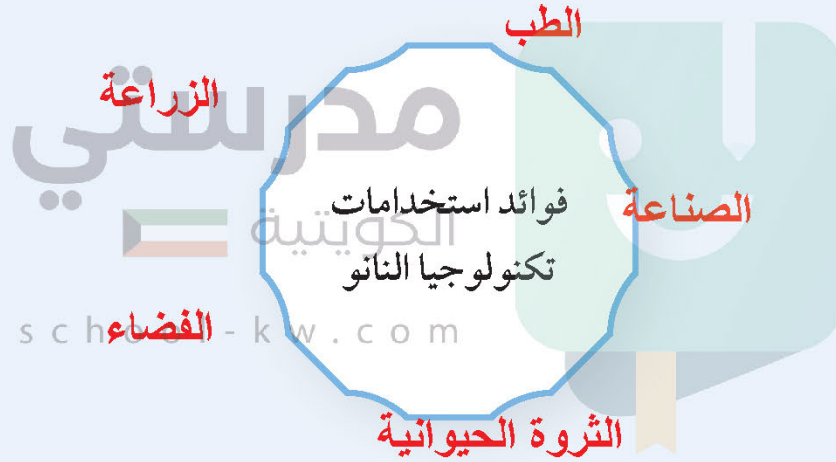 الطب
الزراعة
مدرستي
الصناعة
فوائد استخدامات
تكنولوجيا النانو
الكويتية
الفضاء
school-kw.com
الثروة الحيوانية